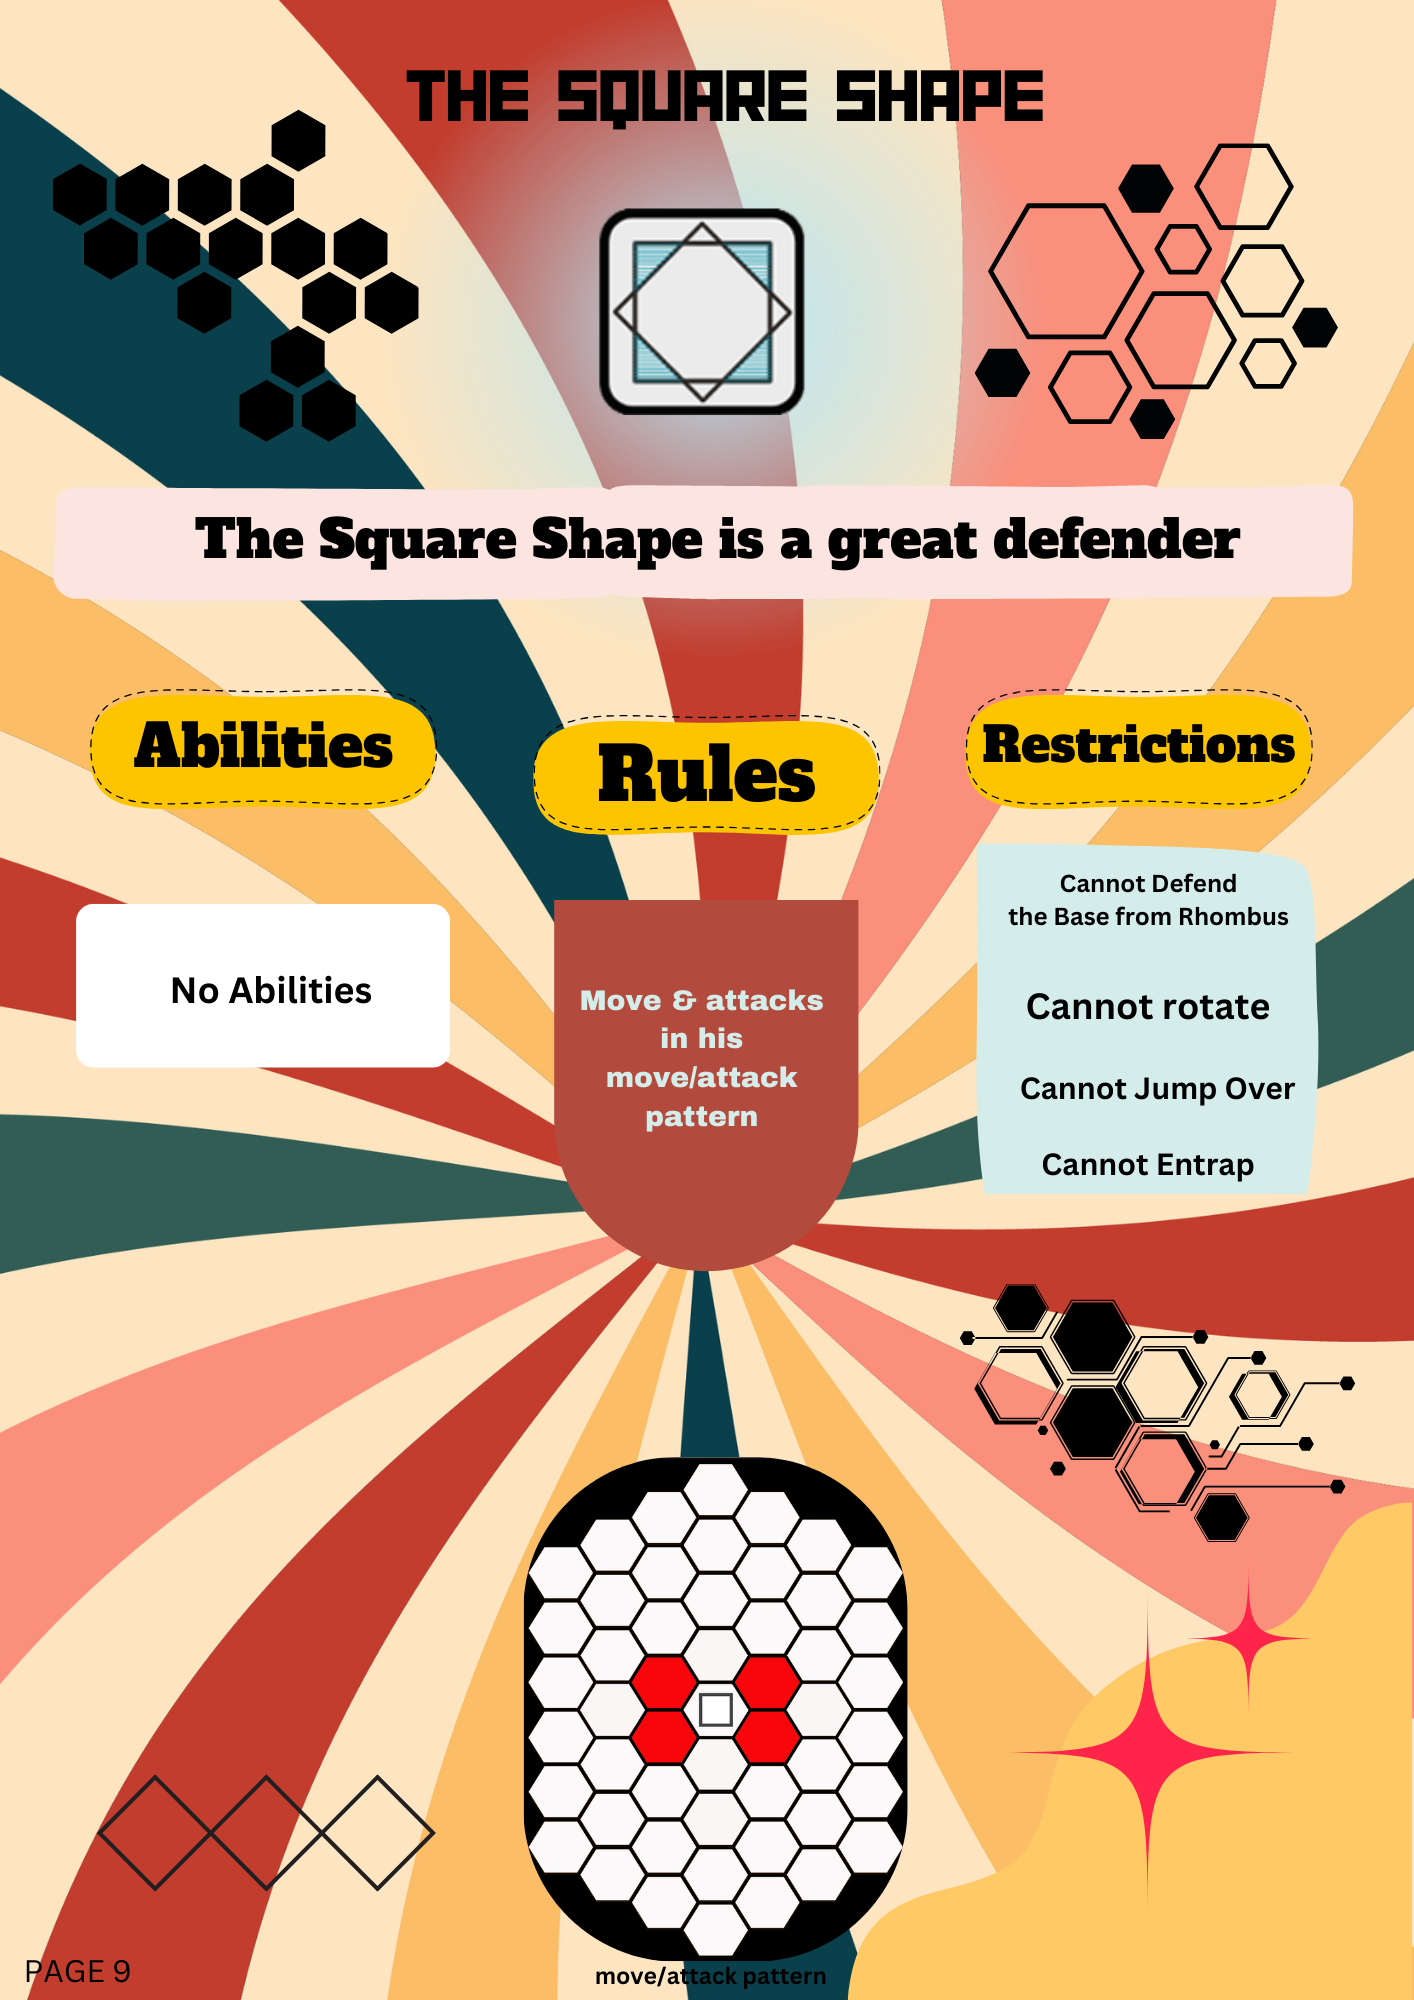 THE SQUARE SHAPE
The Square Shape is a great defender
Abilities
Rules
Restrictions
No Abilities
Move & attacks
in his
move/attack
pattern
Cannot Defend
the Base from Rhombus
Cannot rotate
Cannot Jump Over
Cannot Entrap
PAGE 9
move/attack pattern